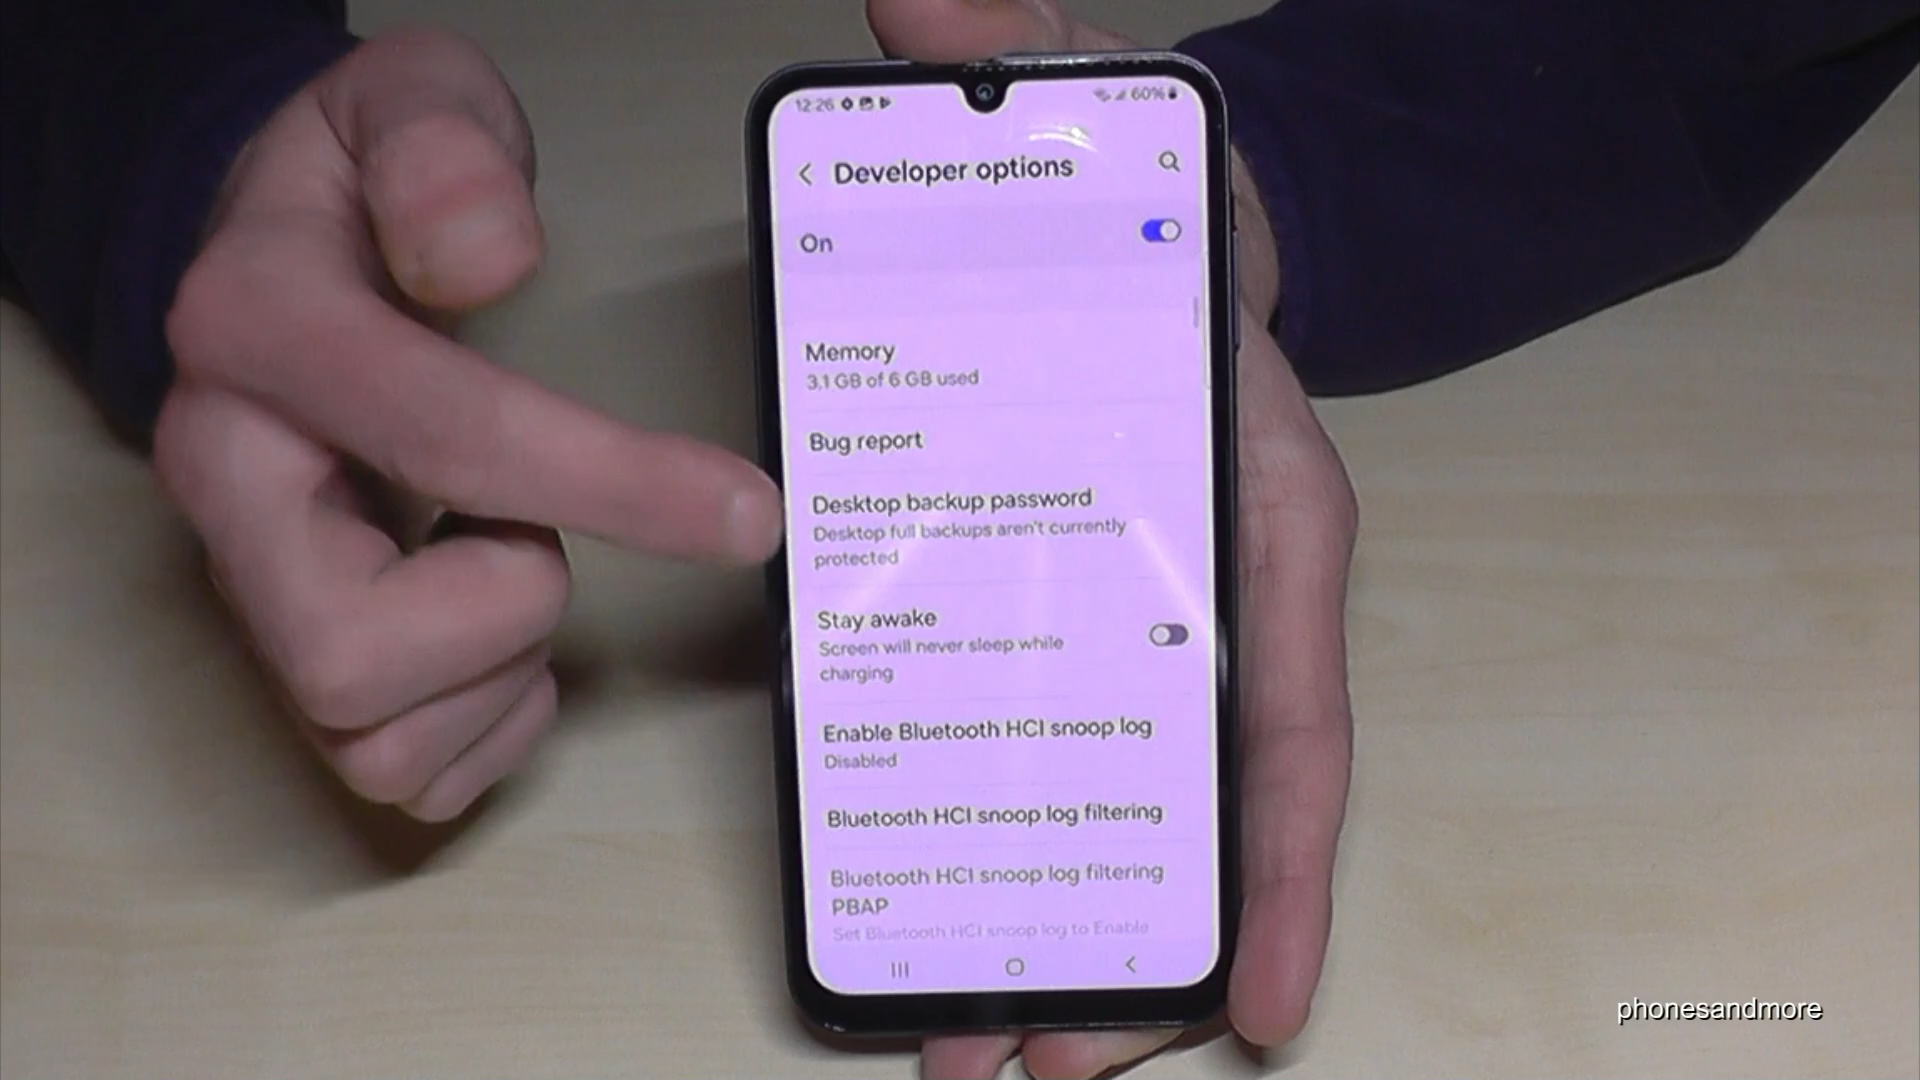 12:26
60%
Developer options
On
Memory
3.1 GB of 6 GB used
Bug report
Desktop backup password
Desktop full backups aren't currently
protected
Stay awake
Screen will never sleep while
charging
Enable Bluetooth HCI snoop log
Disabled
Bluetooth HCI snoop log filtering
Bluetooth HCI snoop log filtering
PBAP
Set Bluetooth HCI snoop log to Enable
phonesandmore